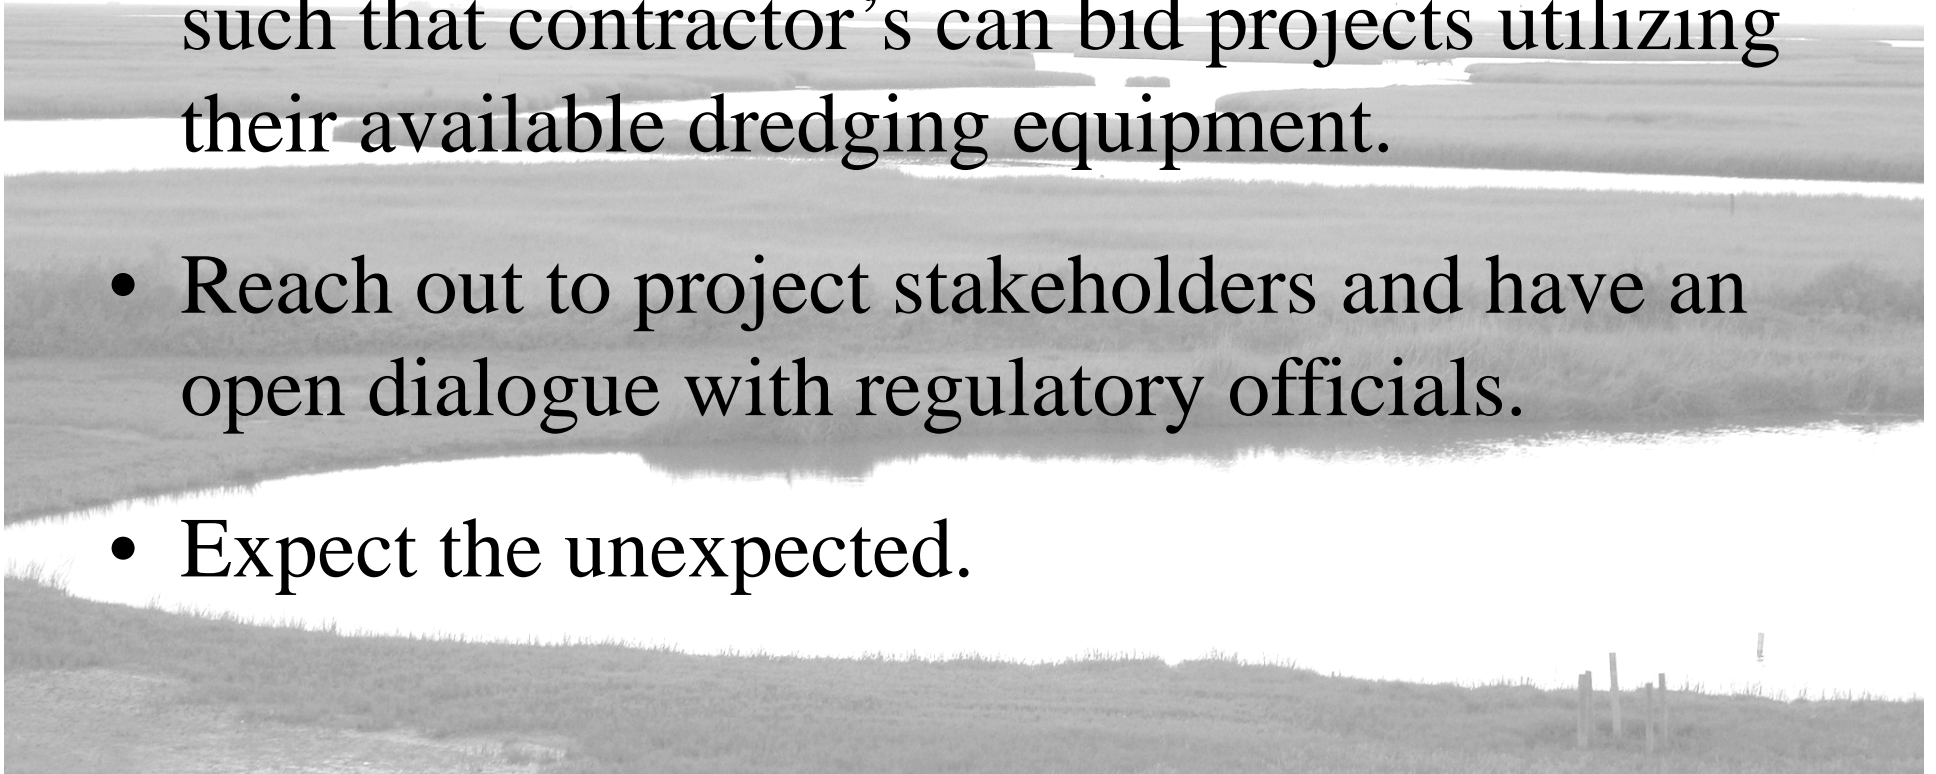 such that contractor’s can bid projects utilizing
their available dredging equipment.
• Reach out to project stakeholders and have an
open dialogue with regulatory officials.
• Expect the unexpected.